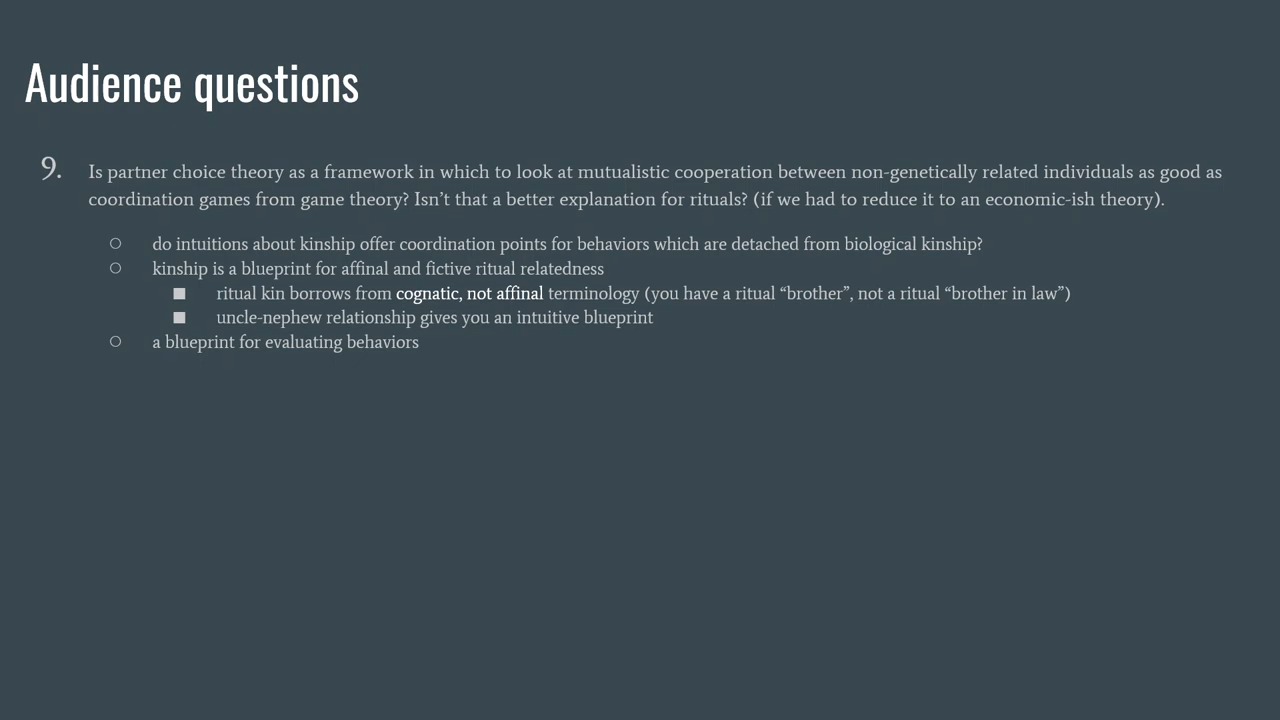 Audience questions
9. Is partner choice theory as a framework in which to look at mutualistic cooperation between non-genetically related individuals as good as
coordination games from game theory? Isn’t that a better explanation for rituals? (if we had to reduce it to an economic-ish theory).
○ do intuitions about kinship offer coordination points for behaviors which are detached from biological kinship?
○ kinship is a blueprint for affinal and fictive ritual relatedness
■ ritual kin borrows from cognatic, not affinal terminology (you have a ritual “brother”, not a ritual “brother in law”)
■ uncle-nephew relationship gives you an intuitive blueprint
○ a blueprint for evaluating behaviors